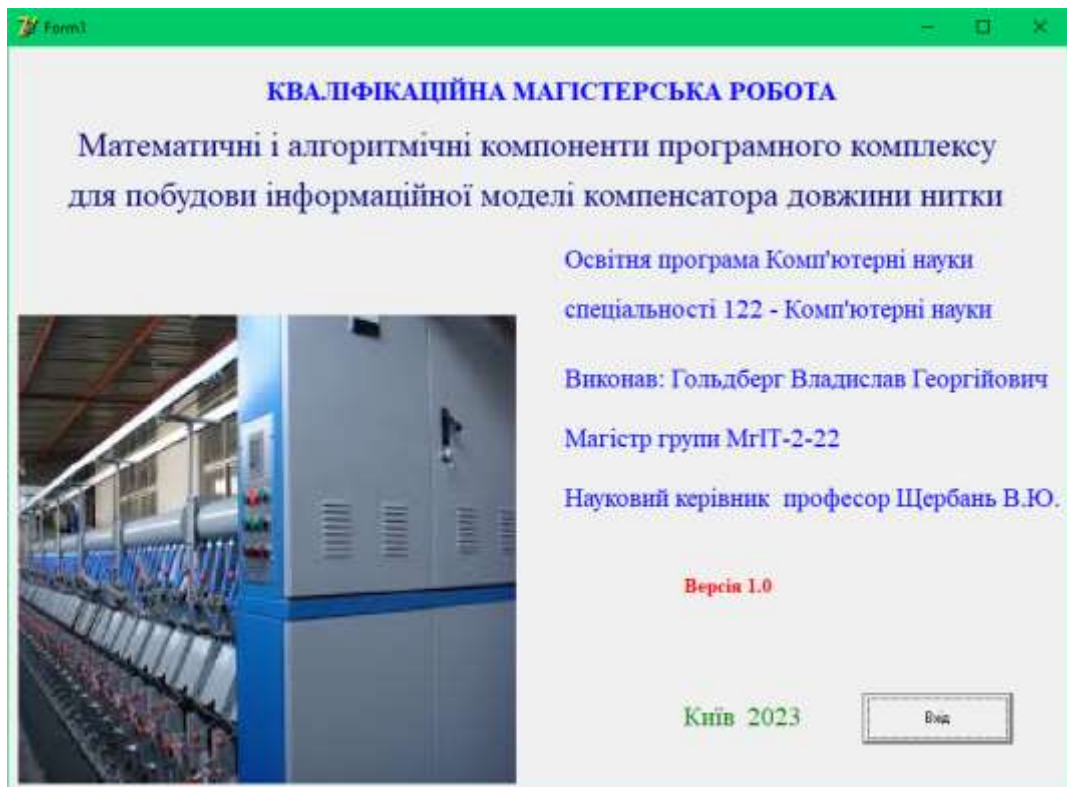 Form1
КВАЛІФІКАЦІЙНА МАГІСТЕРСЬКА РОБОТА
Математичні і алгоритмічні компоненти програмного комплексу
для побудови інформаційної моделі компенсатора довжини нитки
Освітня програма Комп'ютерні науки
спеціальності 122 - Комп'ютерні науки
Виконав: Гольдберг Владислав Георгійович
Магістр групи МгІТ-2-22
Науковий керівник професор Щербань В.Ю.
Версія 1.0
Київ 2023
Вхід